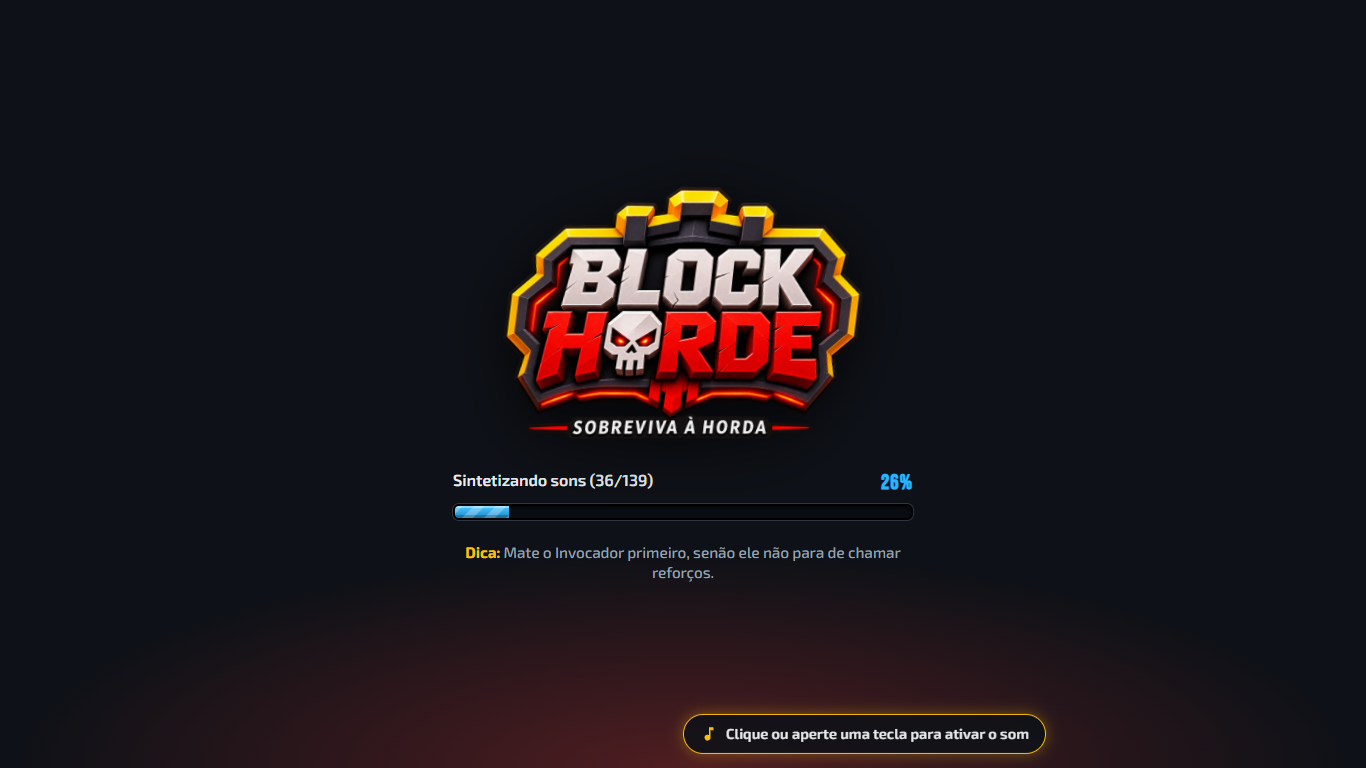 BLOCK
HORDE
SOBREVIVA À HORDA
Sintetizando sons (36/139)
26%
Dica: Mate o Invocador primeiro, senão ele não para de chamar
reforços.
Clique ou aperte uma tecla para ativar o som